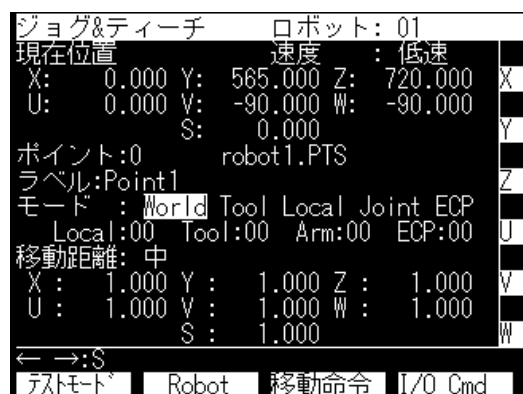 ジョグ&ティーチ ロボット: 01
現在位置 速度 : 低速
X: 0.000 Y: 565.000 Z: 720.000 X
U: 0.000 V: -90.000 W: -90.000
S: 0.000 Y
ポイント:0 robot1.PTS
ラベル:Point1 Z
モード : World Tool Local Joint ECP
Local:00 Tool:00 Arm:00 ECP:00 U
移動距離: 中
X : 1.000 Y : 1.000 Z : 1.000 V
U : 1.000 V : 1.000 W : 1.000
S : 1.000 W
← →:S
テストモード Robot 移動命令 I/O Cmd